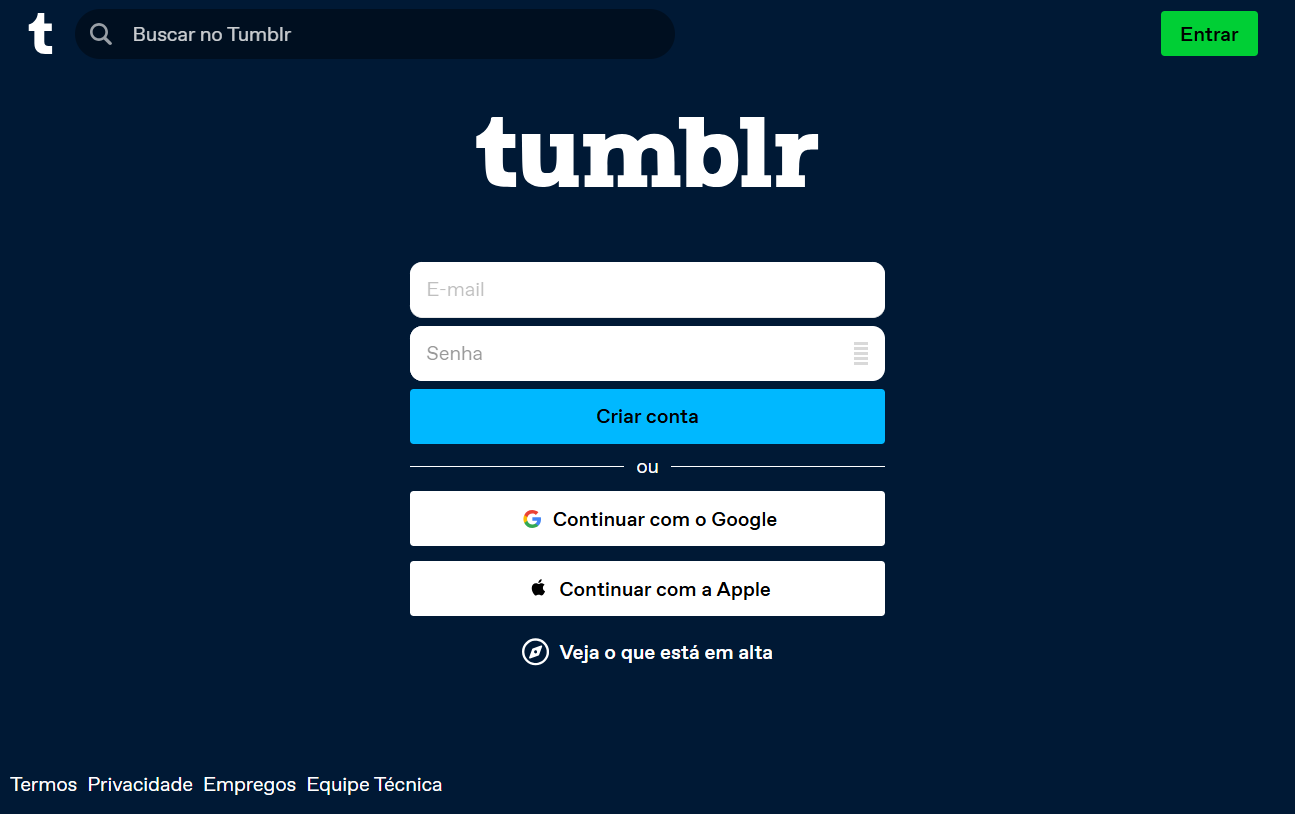 t
Buscar no Tumblr
Entrar
tumblr
E-mail
Senha
Criar conta
ou
Continuar com o Google
Continuar com a Apple
Veja o que está em alta
Termos Privacidade Empregos Equipe Técnica